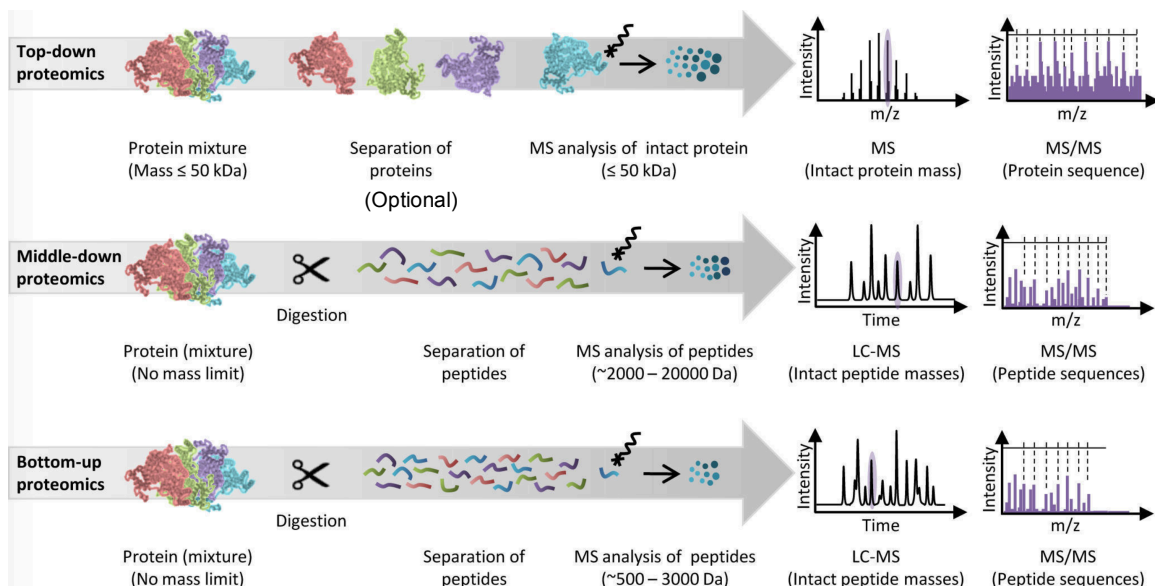 Top-down
proteomics
Protein mixture
(Mass ≤ 50 kDa)
Separation of
proteins
(Optional)
MS analysis of intact protein
(≤ 50 kDa)
Intensity
m/z
MS
(Intact protein mass)
Intensity
m/z
MS/MS
(Protein sequence)
Middle-down
proteomics
Digestion
Protein (mixture)
(No mass limit)
Separation of
peptides
MS analysis of peptides
(~2000 – 20000 Da)
Intensity
Time
LC-MS
(Intact peptide masses)
Intensity
m/z
MS/MS
(Peptide sequences)
Bottom-up
proteomics
Digestion
Protein (mixture)
(No mass limit)
Separation of
peptides
MS analysis of peptides
(~500 – 3000 Da)
Intensity
Time
LC-MS
(Intact peptide masses)
Intensity
m/z
MS/MS
(Peptide sequences)